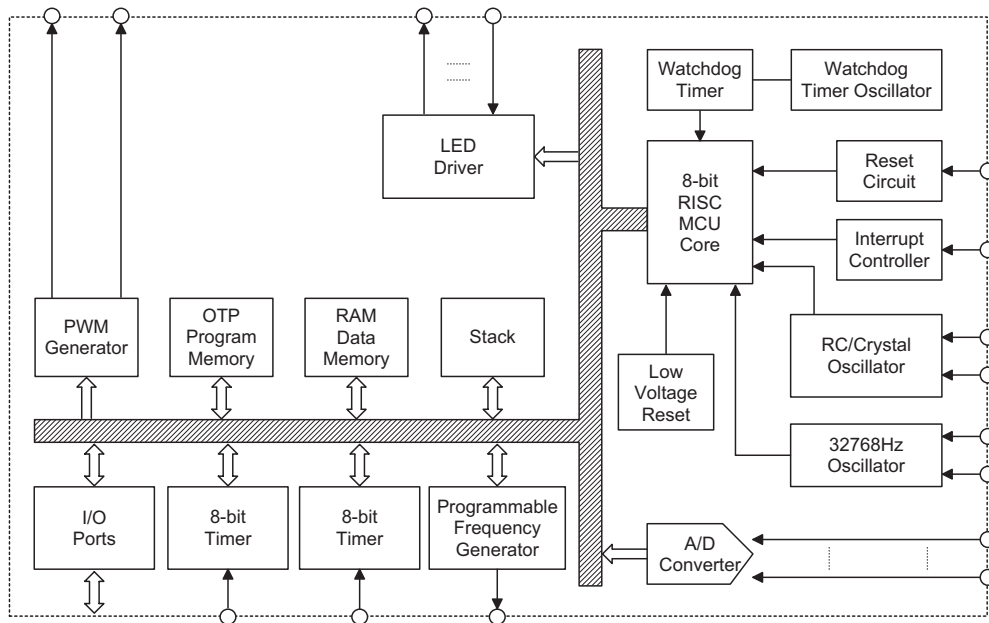 Watchdog
Timer
Watchdog
Timer Oscillator
LED
Driver
8-bit
RISC
MCU
Core
Reset
Circuit
Interrupt
Controller
PWM
Generator
OTP
Program
Memory
RAM
Data
Memory
Stack
Low
Voltage
Reset
RC/Crystal
Oscillator
32768Hz
Oscillator
I/O
Ports
8-bit
Timer
8-bit
Timer
Programmable
Frequency
Generator
A/D
Converter